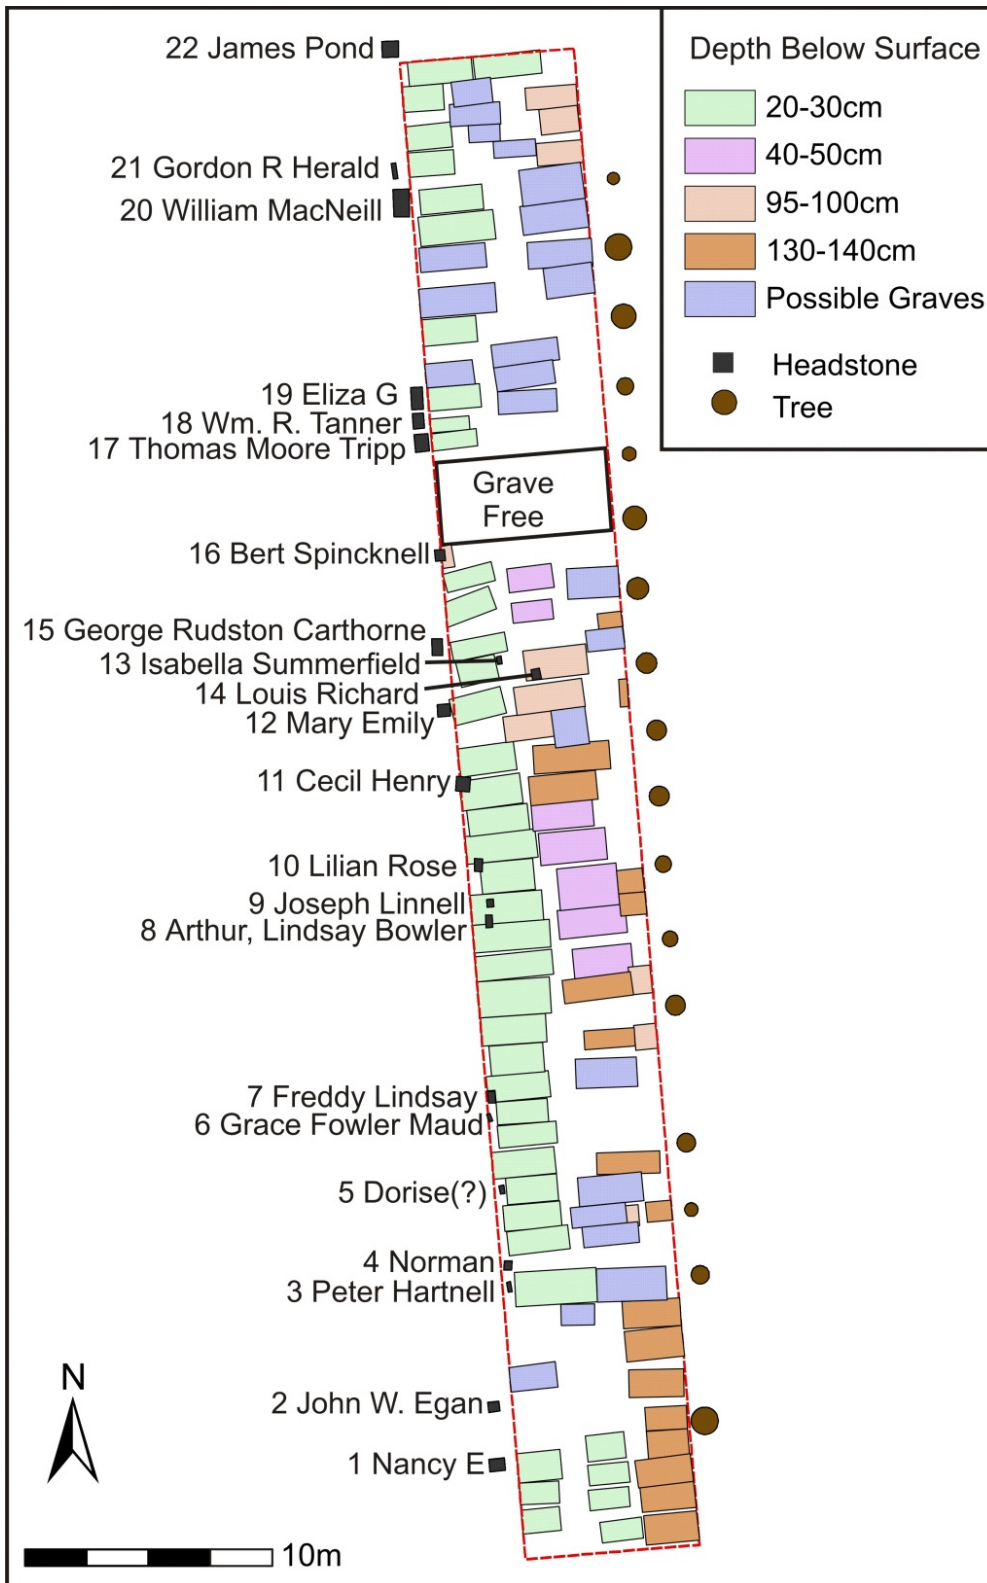 22 James Pond
Depth Below Surface
20-30cm
40-50cm
95-100cm
130-140cm
Possible Graves
Headstone
Tree
21 Gordon R Herald
20 William MacNeill
19 Eliza G
18 Wm. R. Tanner
17 Thomas Moore Tripp
Grave
Free
16 Bert Spincknell
15 George Rudston Carthorne
13 Isabella Summerfield
14 Louis Richard
12 Mary Emily
11 Cecil Henry
10 Lilian Rose
9 Joseph Linnell
8 Arthur, Lindsay Bowler
7 Freddy Lindsay
6 Grace Fowler Maud
5 Dorise(?)
4 Norman
3 Peter Hartnell
N
2 John W. Egan
1 Nancy E
10m